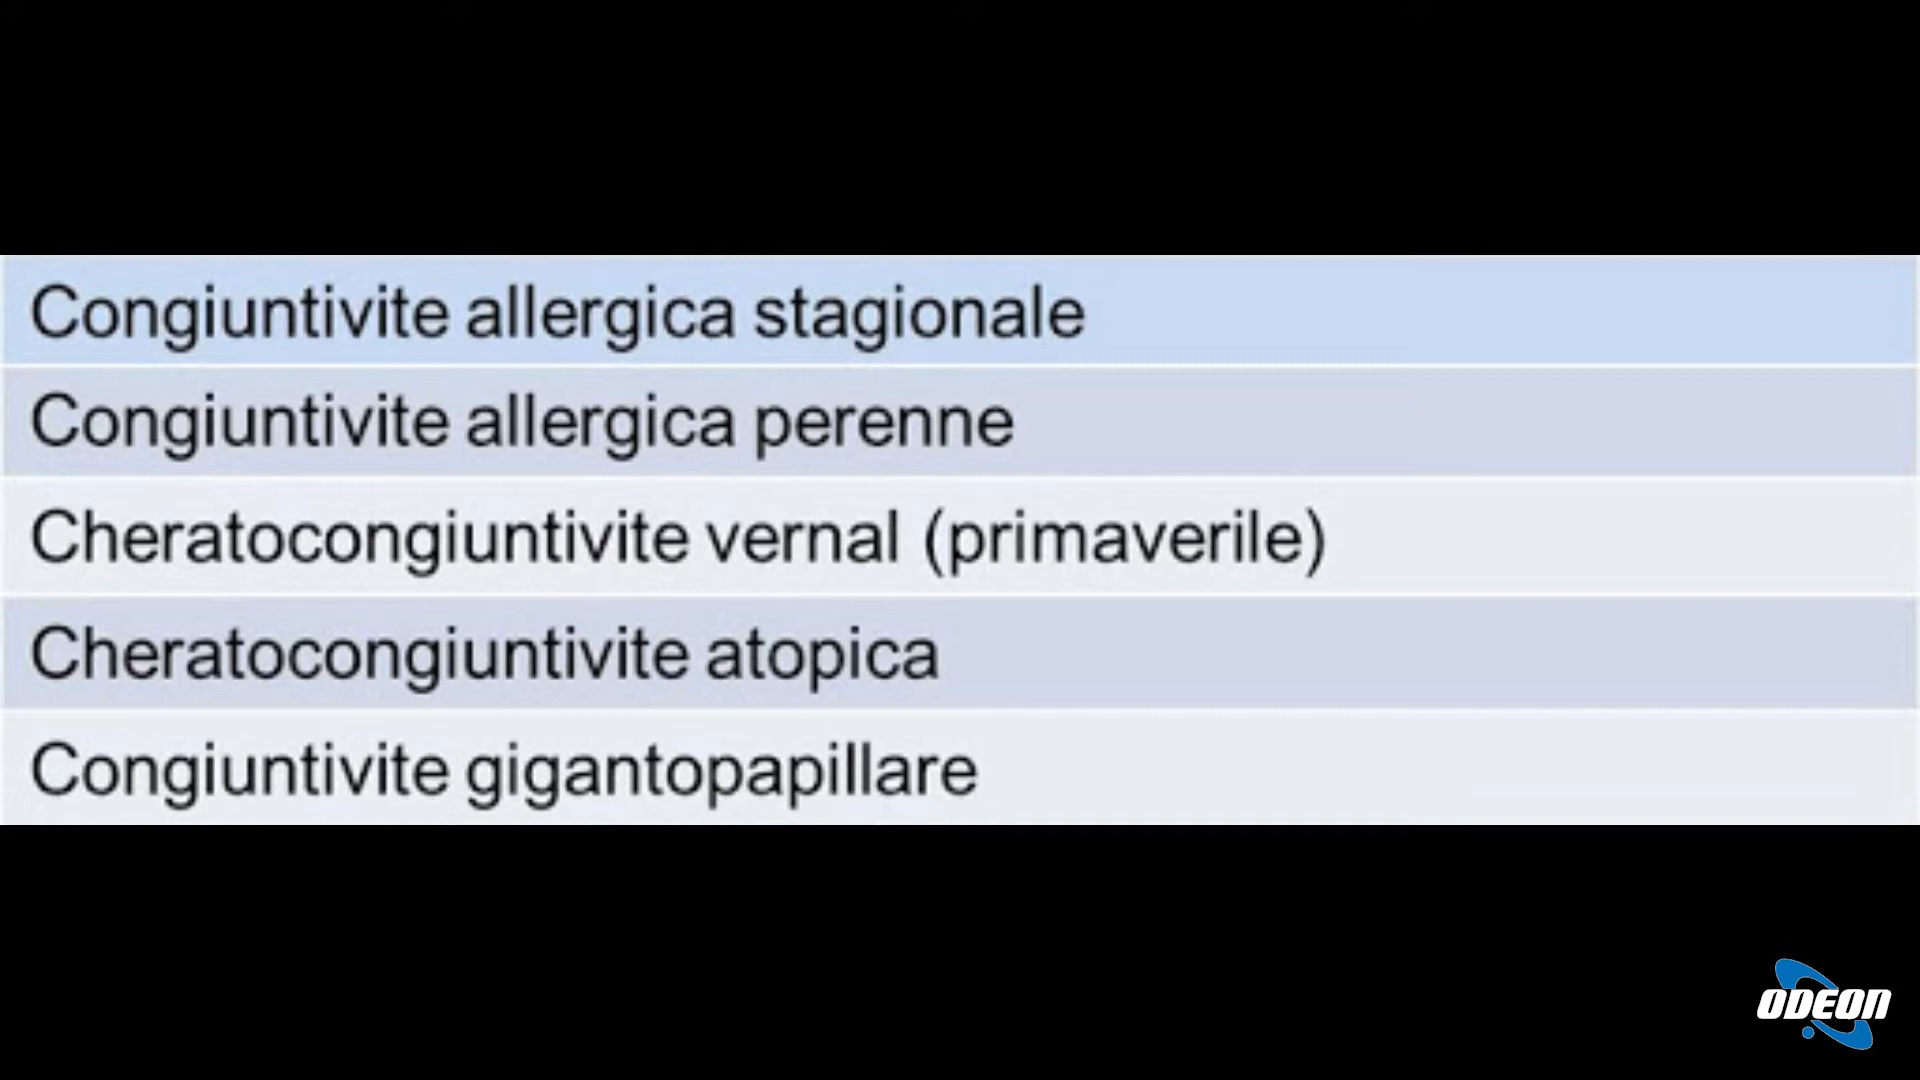 Congiuntivite allergica stagionale
Congiuntivite allergica perenne
Cheratocongiuntivite vernal (primaverile)
Cheratocongiuntivite atopica
Congiuntivite gigantopapillare
ODEON